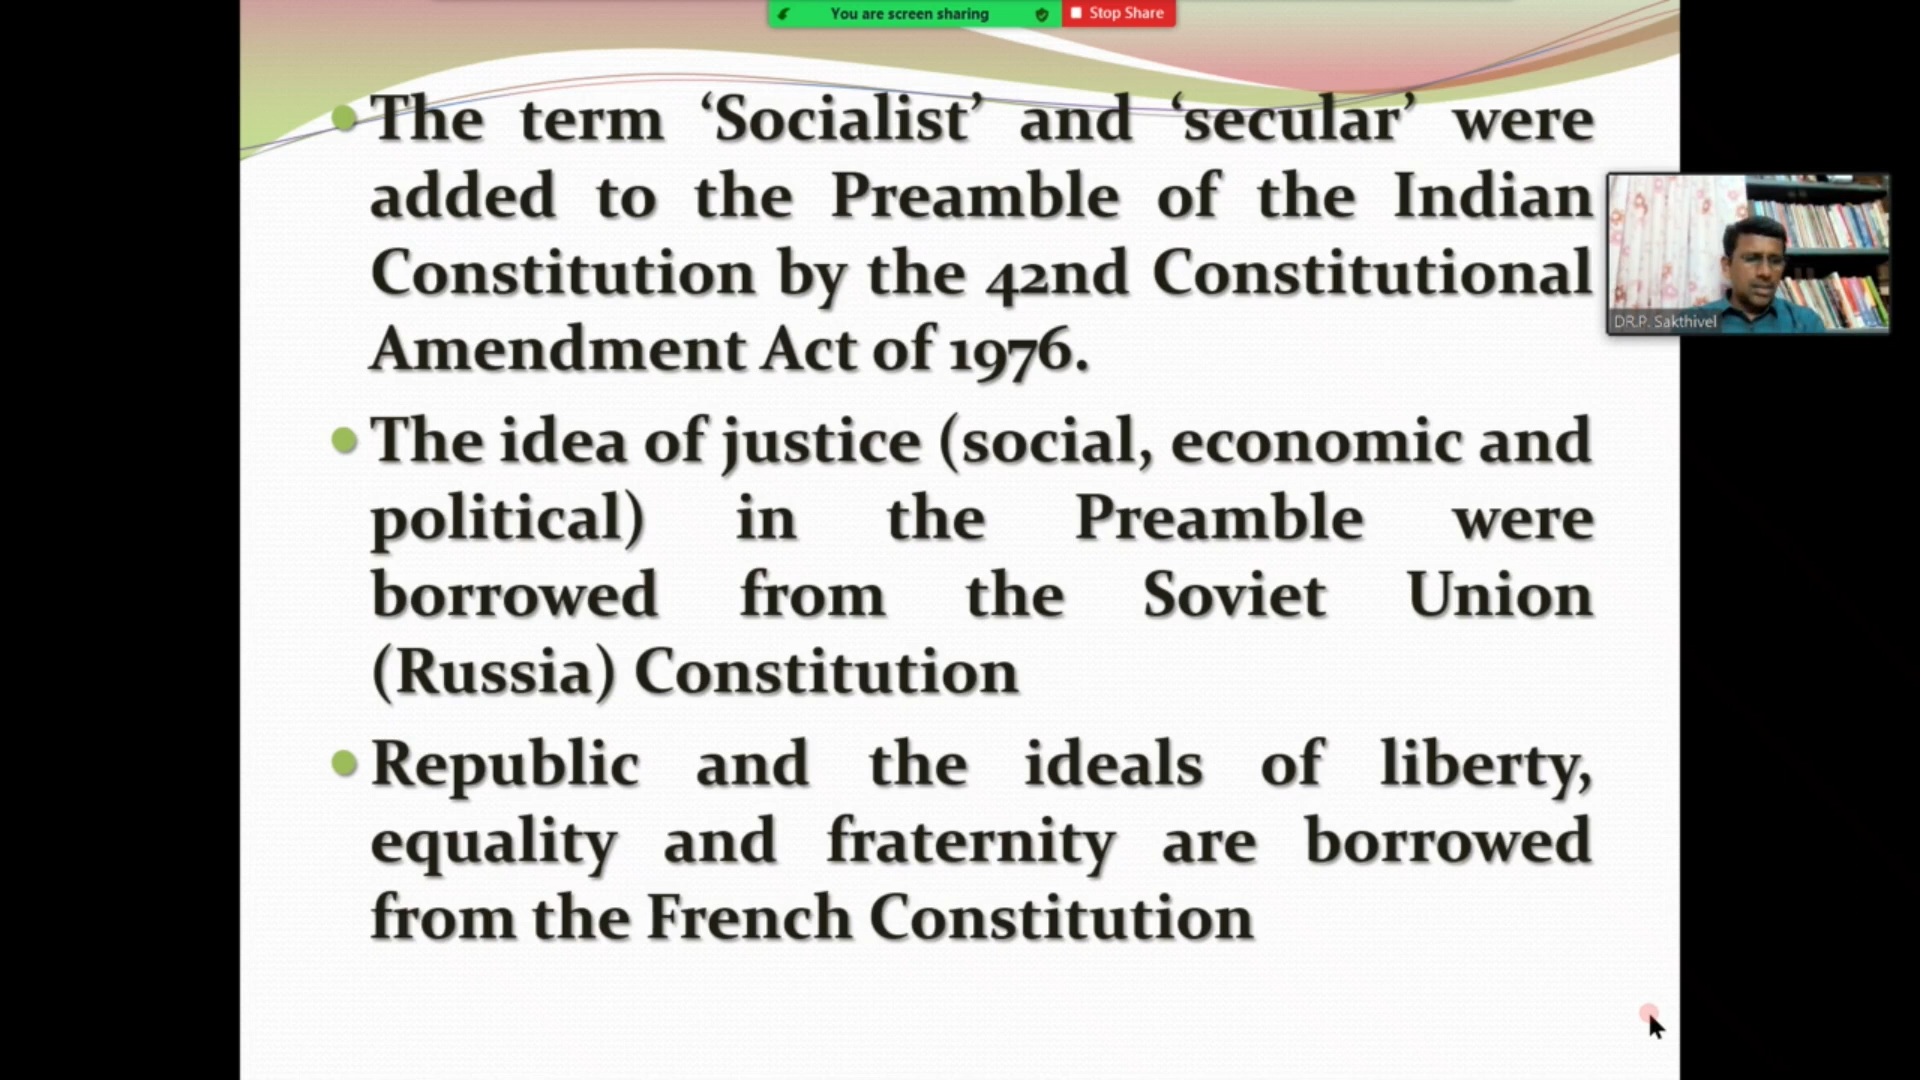 You are screen sharing
Stop Share
The term ‘Socialist’ and ‘secular’ were
added to the Preamble of the Indian
Constitution by the 42nd Constitutional
Amendment Act of 1976.
The idea of justice (social, economic and
political) in the Preamble were
borrowed from the Soviet Union
(Russia) Constitution
Republic and the ideals of liberty,
equality and fraternity are borrowed
from the French Constitution
DR.P. Sakthivel